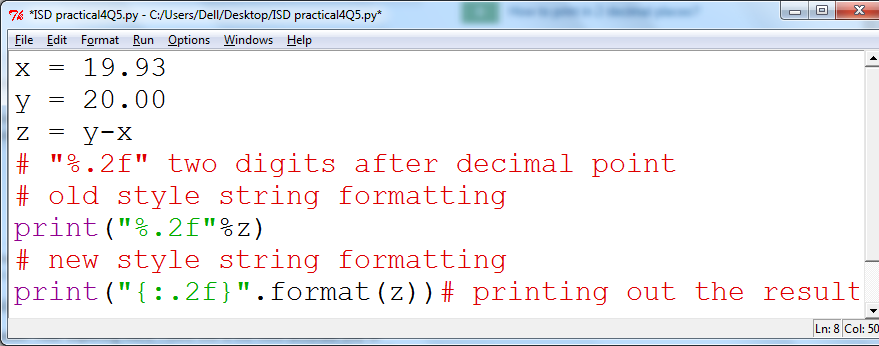 *ISD practical4Q5.py - C:/Users/Dell/Desktop/ISD practical4Q5.py*
File Edit Format Run Options Windows Help
x = 19.93
y = 20.00
z = y-x
# "%.2f" two digits after decimal point
# old style string formatting
print("%.2f"%z)
# new style string formatting
print("{:.2f}".format(z))# printing out the result
Ln: 8 Col: 50